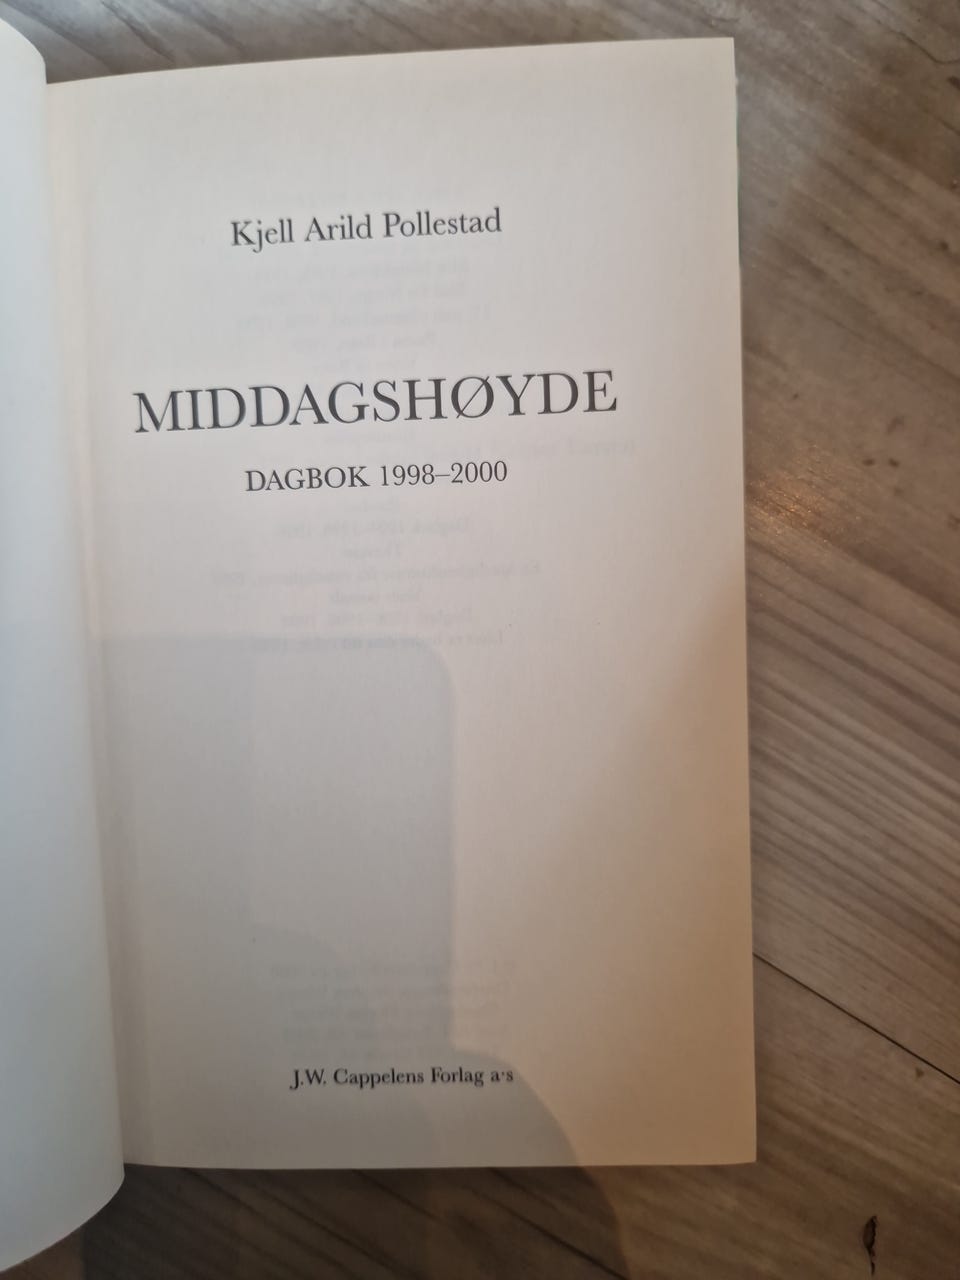 Kjell Arild Pollestad
MIDDAGSHØYDE
DAGBOK 1998–2000
J.W. Cappelens Forlag a·s